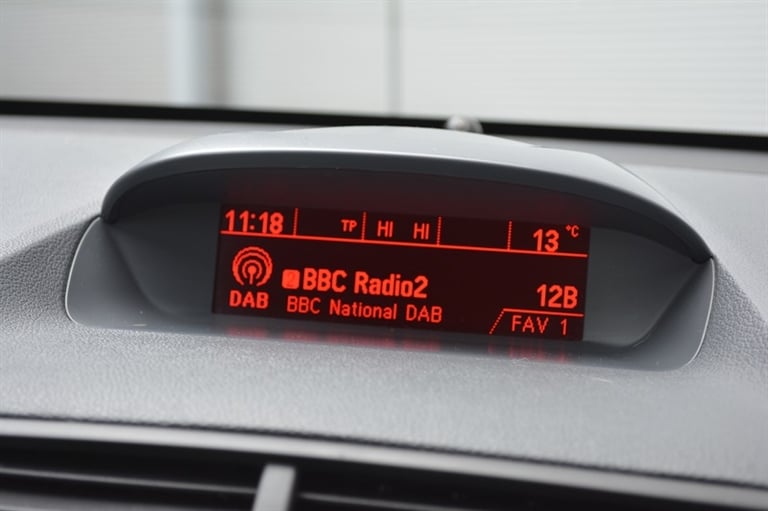 11:18 TP HI HI 13 °C
BBC Radio2 12B
DAB BBC National DAB FAV 1